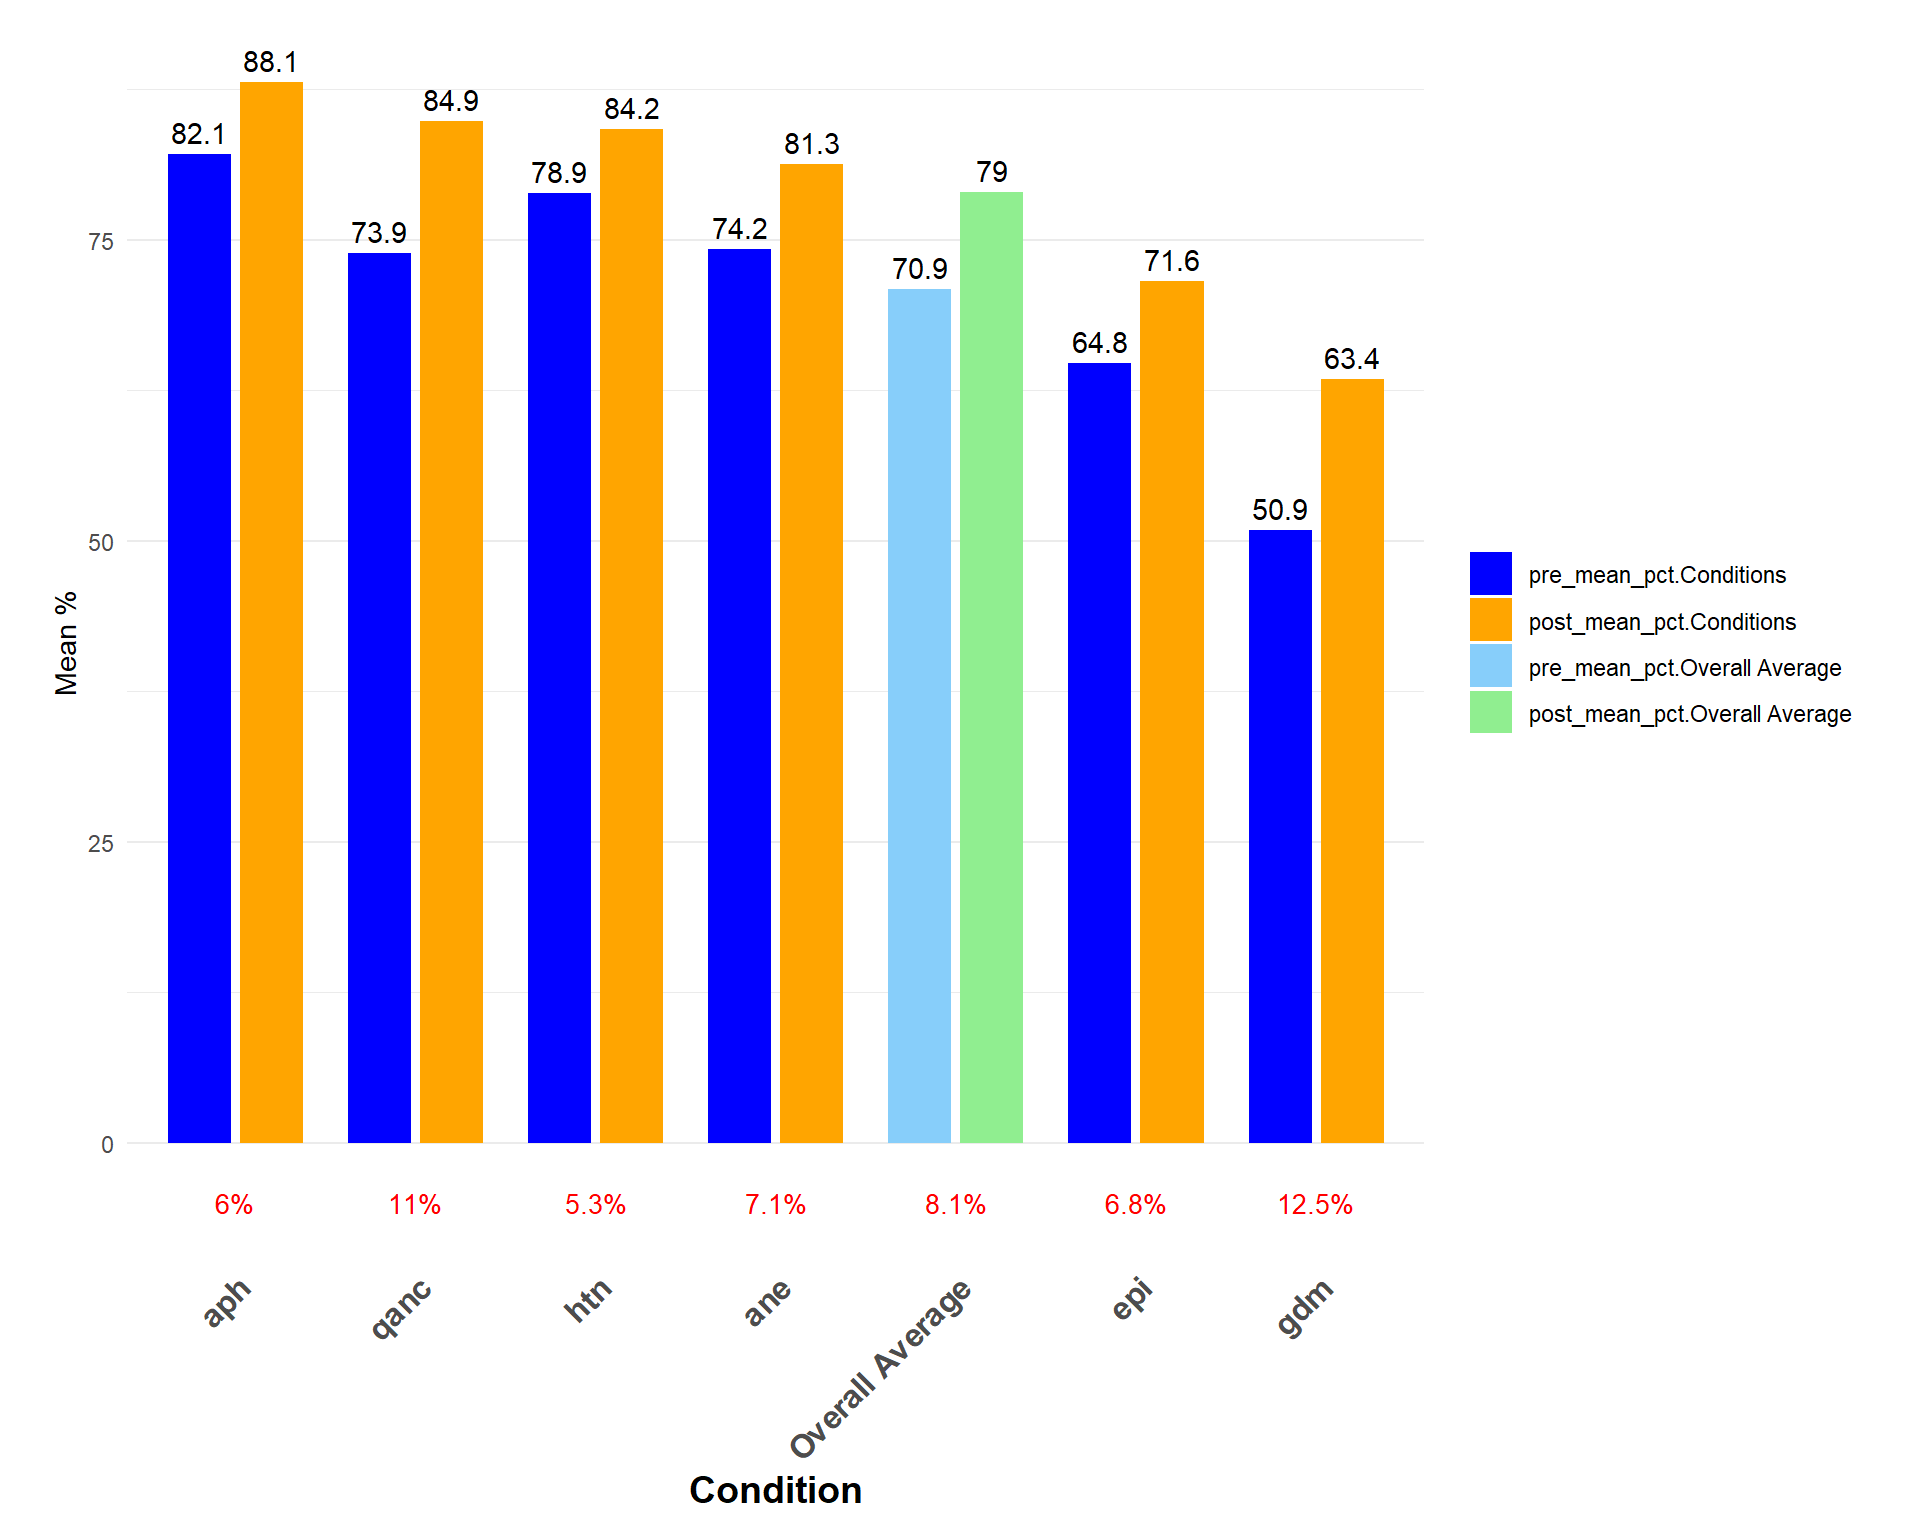 88.1
84.9
84.2
82.1
81.3
78.9
79
73.9
74.2
75
71.6
70.9
64.8
63.4
50.9
50
25
0
Mean %
pre_mean_pct.Conditions
post_mean_pct.Conditions
pre_mean_pct.Overall Average
post_mean_pct.Overall Average
6%
11%
5.3%
7.1%
8.1%
6.8%
12.5%
aph
qanc
htn
ane
Overall Average
epi
gdm
Condition